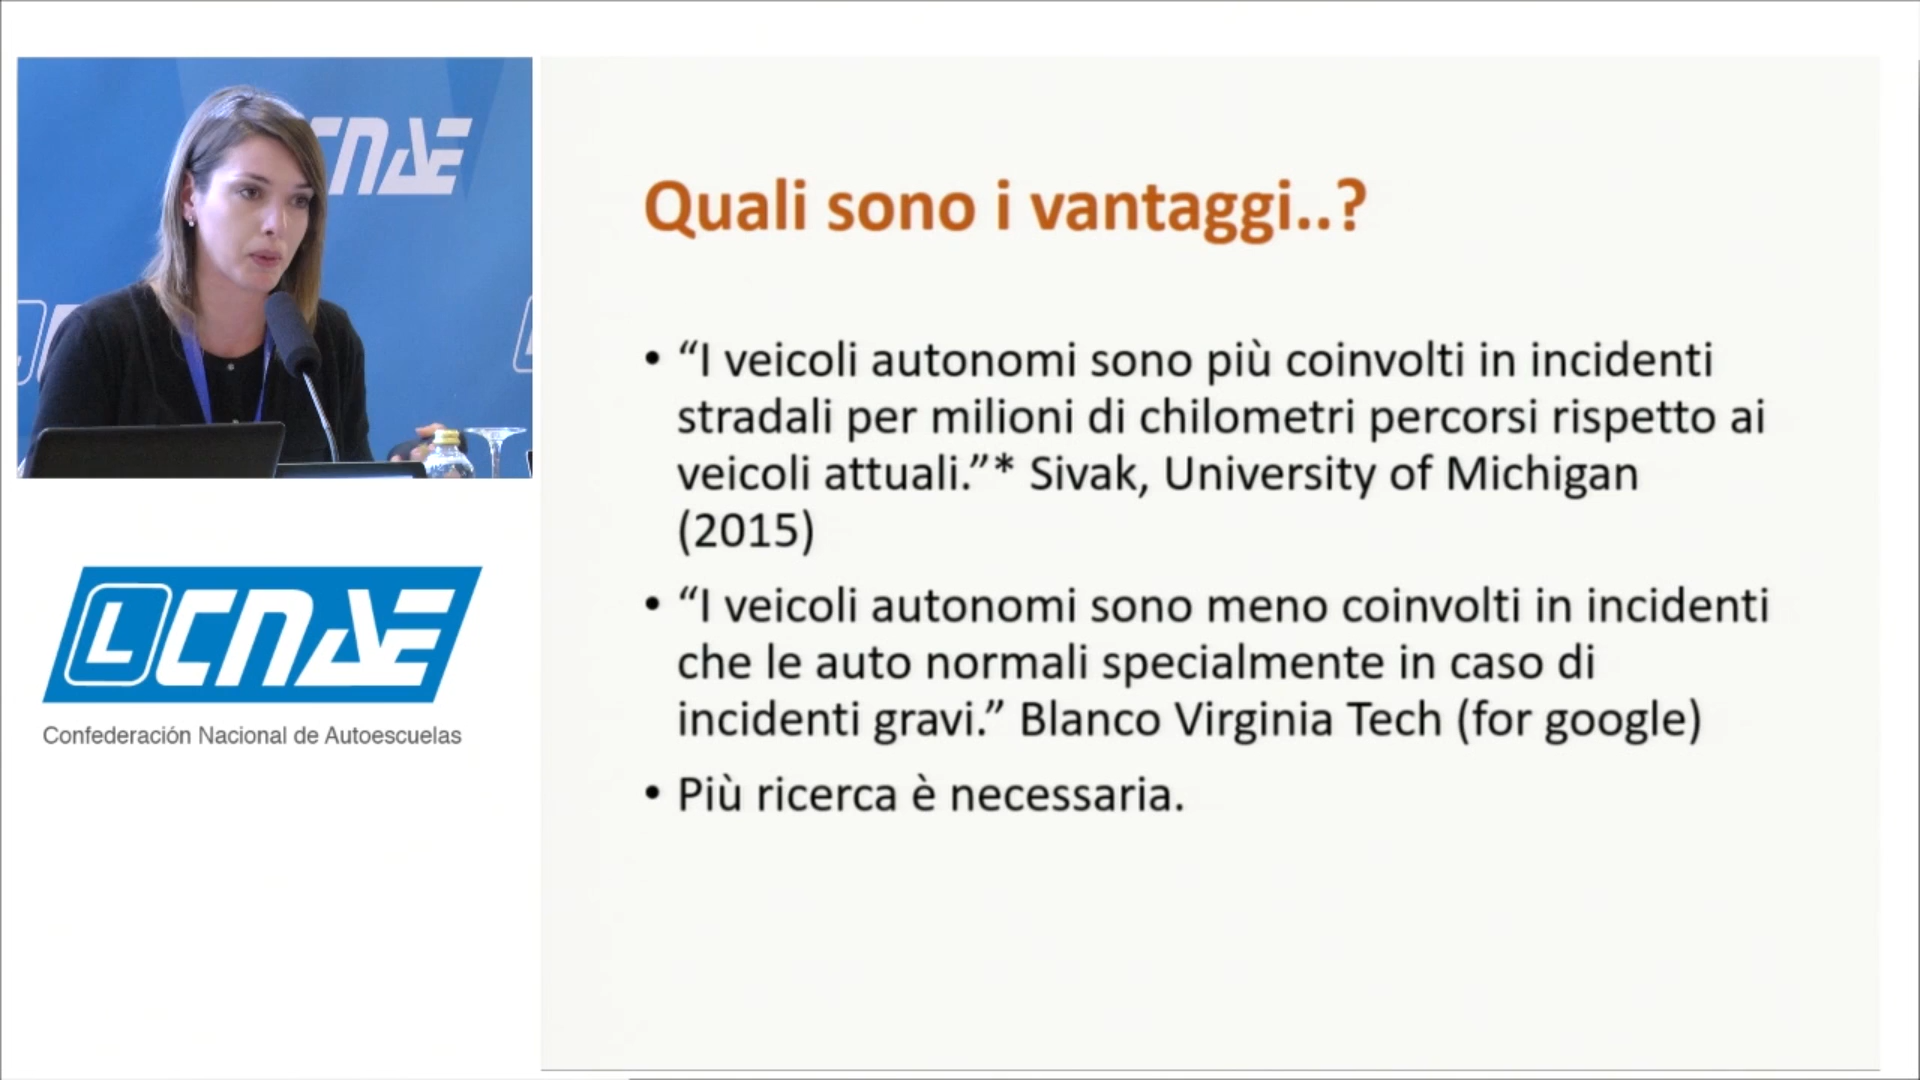 CNAE
Quali sono i vantaggi..?
• “I veicoli autonomi sono più coinvolti in incidenti
stradali per milioni di chilometri percorsi rispetto ai
veicoli attuali.”* Sivak, University of Michigan
(2015)
• “I veicoli autonomi sono meno coinvolti in incidenti
che le auto normali specialmente in caso di
incidenti gravi.” Blanco Virginia Tech (for google)
• Più ricerca è necessaria.
L CNAE
Confederación Nacional de Autoescuelas